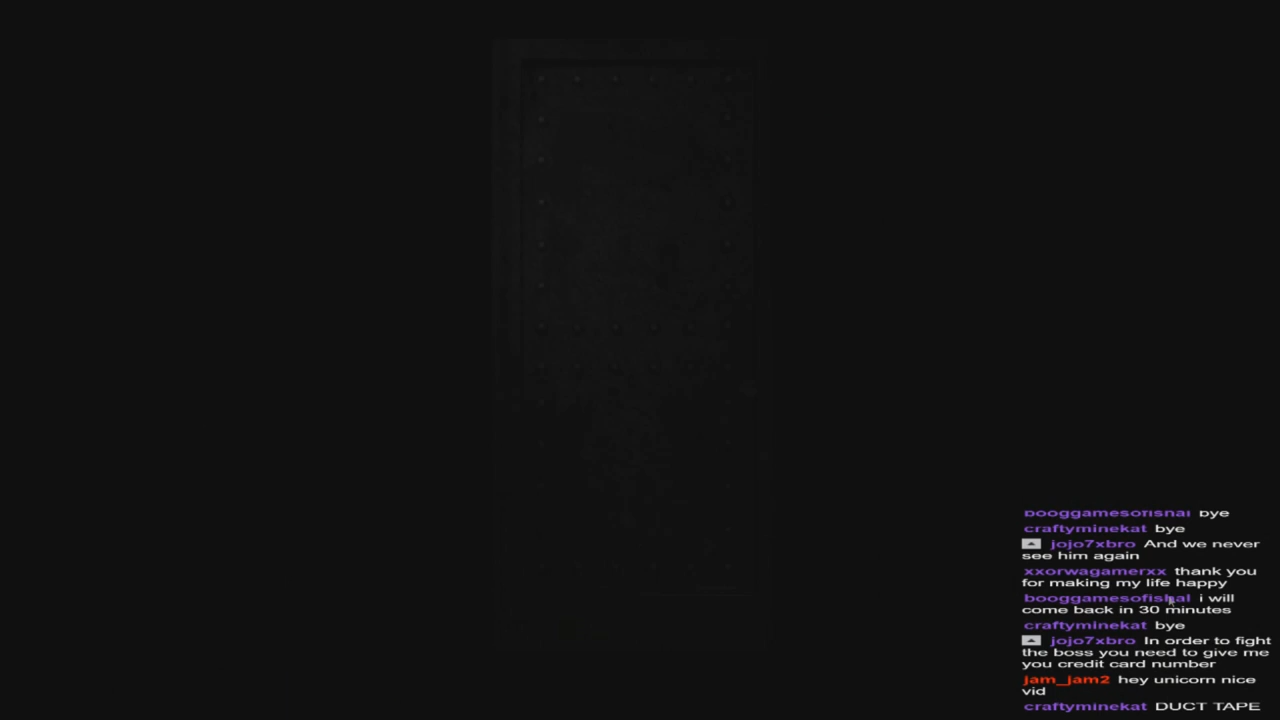 booggamesofishal bye
craftyminekat bye
jojo7xbro And we never
see him again
xxorwagamerxx thank you
for making my life happy
booggamesofishal i will
come back in 30 minutes
craftyminekat bye
jojo7xbro In order to fight
the boss you need to give me
you credit card number
jam_jam2 hey unicorn nice
vid
craftyminekat DUCT TAPE